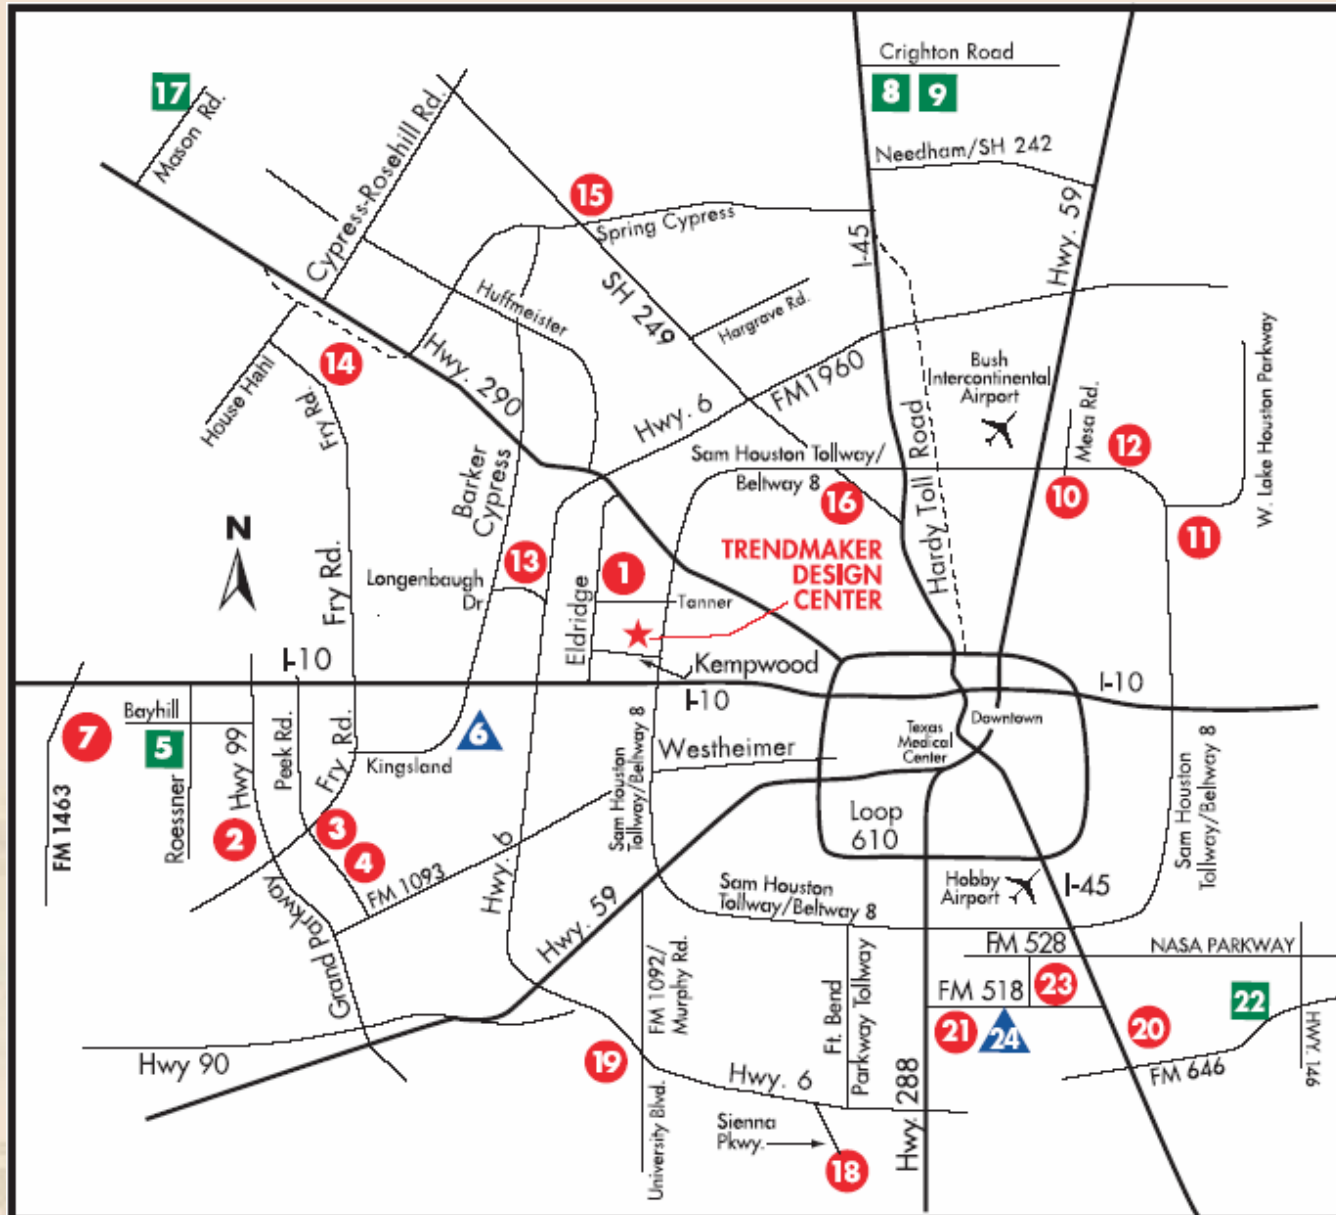 Crighton Road
17
8
9
Mason Rd.
Cypress-Rosehill Rd.
Needham/SH 242
15
Spring Cypress
I-45
Hwy. 59
Huffmeister
SH 249
Hargrave Rd.
14
House Hahl
Fry Rd.
Hwy. 290
Hwy. 6
FM1960
Bush
Intercontinental
Airport
W. Lake Houston Parkway
Mesa Rd.
12
Sam Houston Tollway/
Beltway 8
16
10
11
Hardy Toll Road
Barker
Cypress
N
13
Longenbaugh
Dr
Fry Rd.
1
TRENDMAKER
DESIGN
CENTER
Tanner
Eldridge
Kempwood
I-10
I-10
I-10
7
Bayhill
5
Roessner
Hwy 99
Peek Rd.
Fry Rd.
Kingsland
6
Sam Houston
Tollway/Beltway 8
Westheimer
Texas
Medical
Center
Downtown
Loop
610
Sam Houston
Tollway/Beltway 8
FM 1463
2
3
4
FM 1093
Grand Parkway
Hwy. 6
Hwy. 59
Sam Houston
Tollway/Beltway 8
Hobby
Airport
I-45
FM 528
NASA PARKWAY
FM 1092/
Murphy Rd.
Ft. Bend
Parkway Tollway
FM 518
23
22
21
24
20
HWY. 146
FM 646
Hwy 90
19
Hwy. 6
University Blvd.
Sienna
Pkwy.
18
Hwy. 288